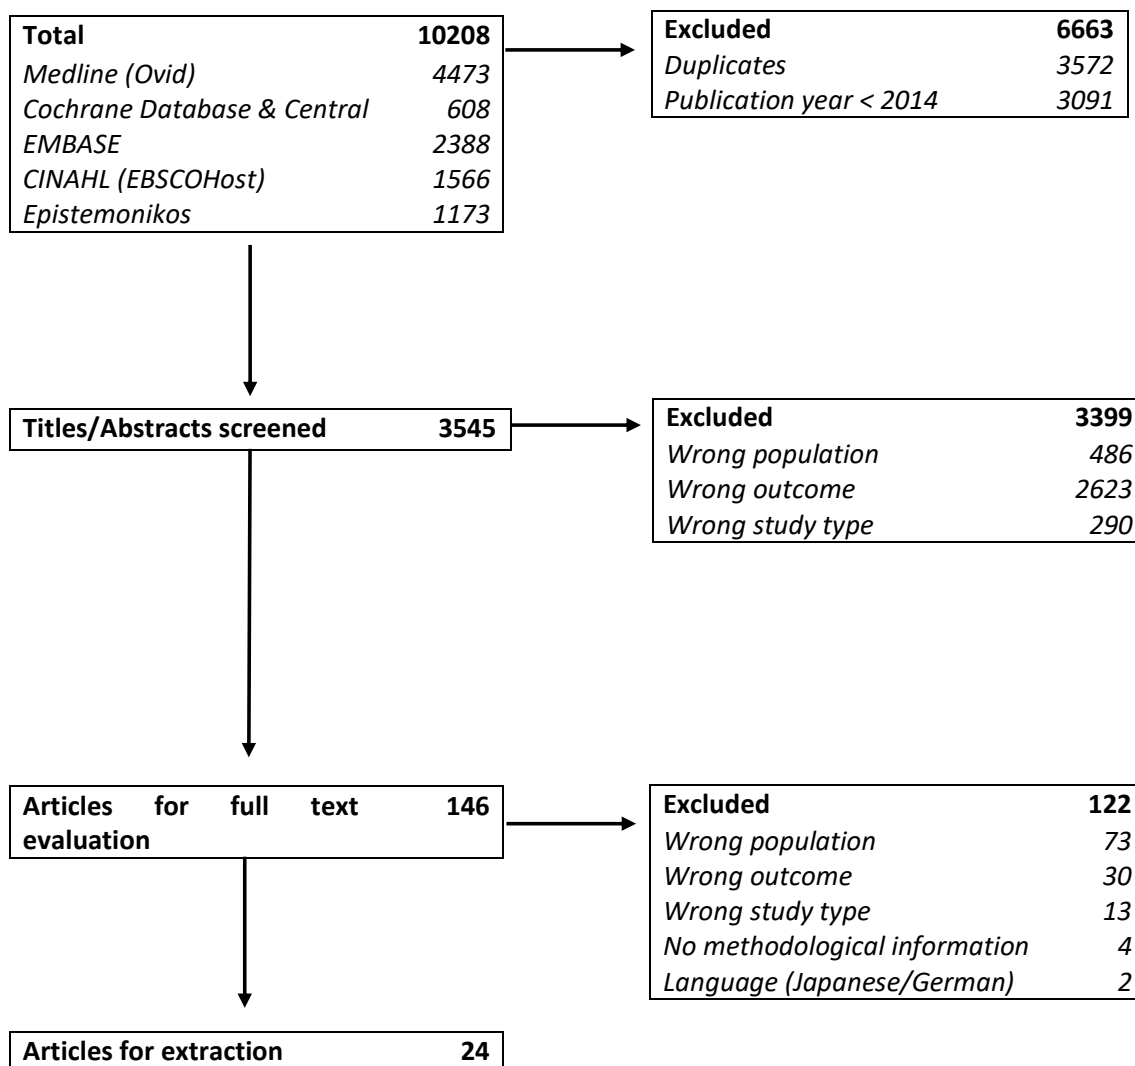 Total 10208
Medline (Ovid) 4473
Cochrane Database & Central 608
EMBASE 2388
CINAHL (EBSCOHost) 1566
Epistemonikos 1173
Excluded 6663
Duplicates 3572
Publication year < 2014 3091
Titles/Abstracts screened 3545
Excluded 3399
Wrong population 486
Wrong outcome 2623
Wrong study type 290
Articles for full text 146
evaluation
Excluded 122
Wrong population 73
Wrong outcome 30
Wrong study type 13
No methodological information 4
Language (Japanese/German) 2
Articles for extraction 24